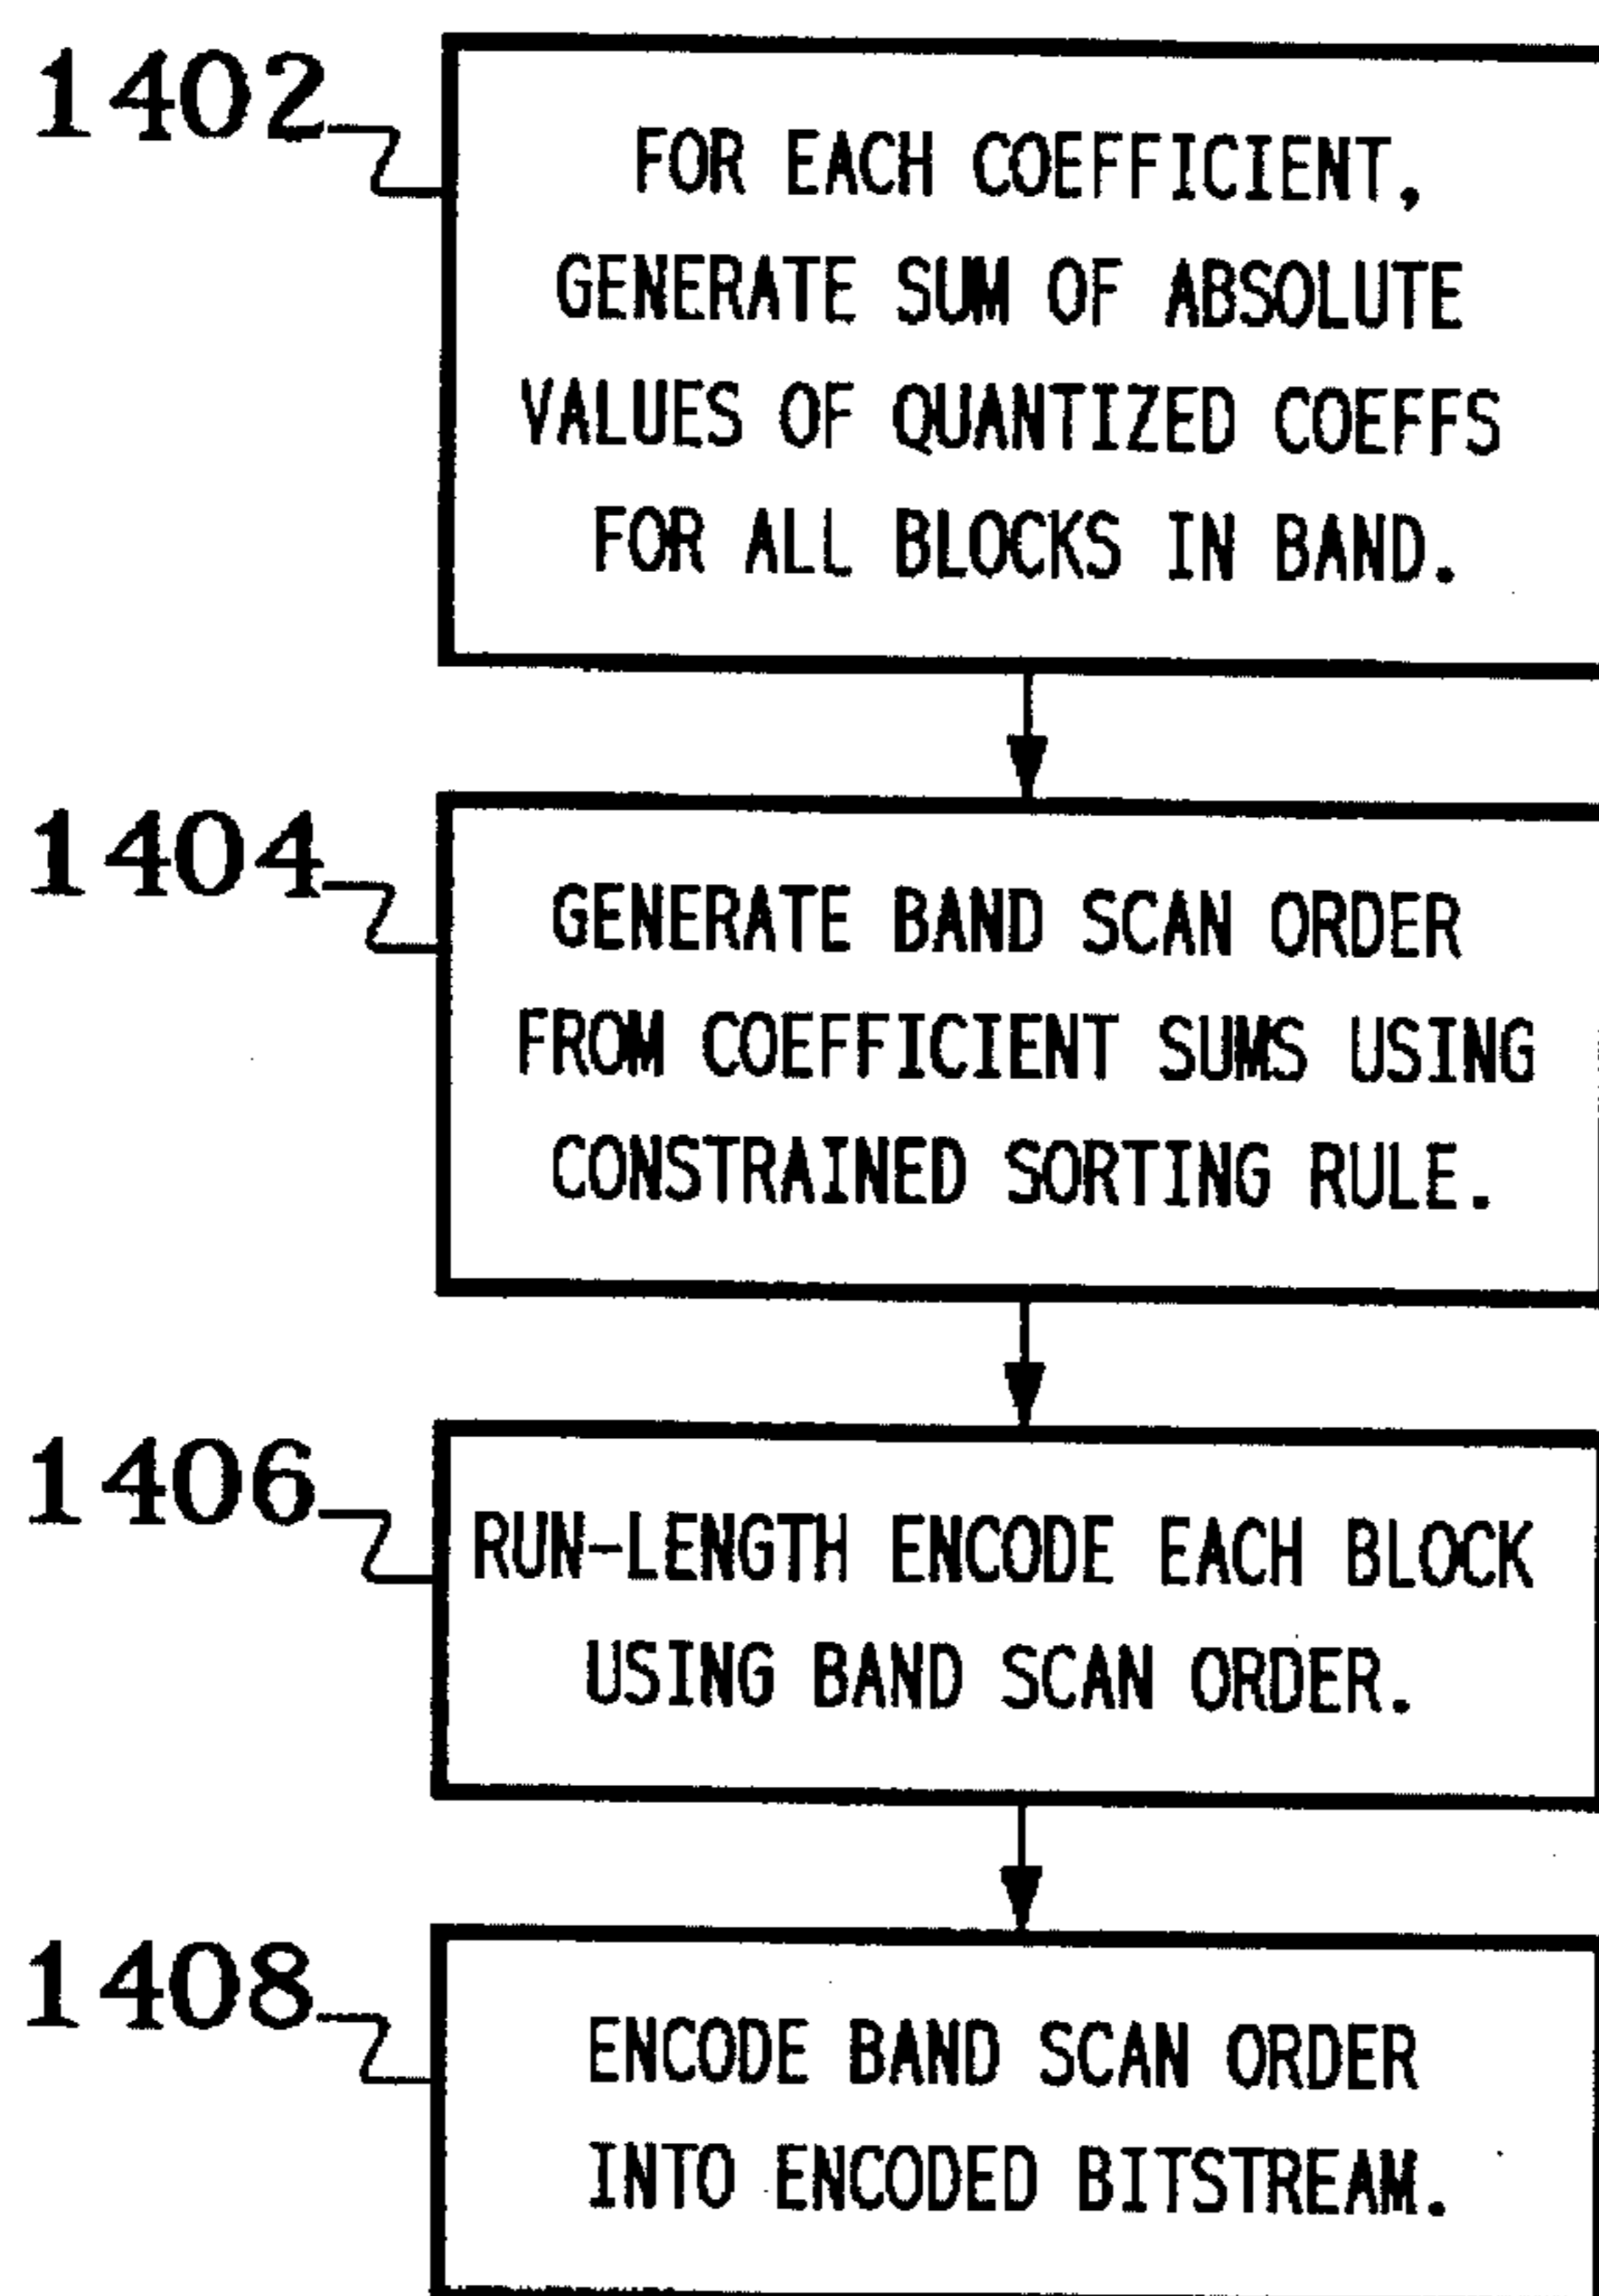 1402
FOR EACH COEFFICIENT,
GENERATE SUM OF ABSOLUTE
VALUES OF QUANTIZED COEFFS
FOR ALL BLOCKS IN BAND.
1404
GENERATE BAND SCAN ORDER
FROM COEFFICIENT SUMS USING
CONSTRAINED SORTING RULE.
1406
RUN-LENGTH ENCODE EACH BLOCK
USING BAND SCAN ORDER.
1408
ENCODE BAND SCAN ORDER
INTO ENCODED BITSTREAM.